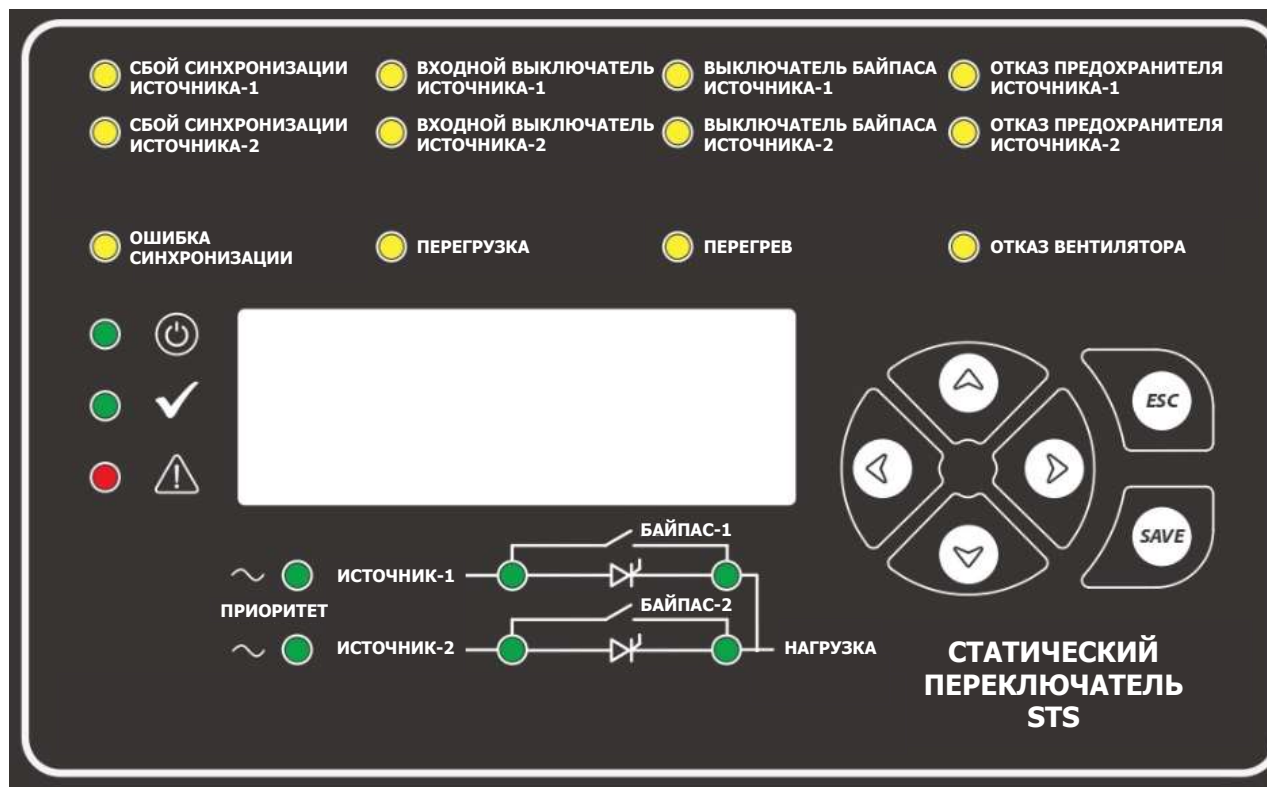 СБОЙ СИНХРОНИЗАЦИИ
ИСТОЧНИКА-1
ВХОДНОЙ ВЫКЛЮЧАТЕЛЬ
ИСТОЧНИКА-1
ВЫКЛЮЧАТЕЛЬ БАЙПАСА
ИСТОЧНИКА-1
ОТКАЗ ПРЕДОХРАНИТЕЛЯ
ИСТОЧНИКА-1
СБОЙ СИНХРОНИЗАЦИИ
ИСТОЧНИКА-2
ВХОДНОЙ ВЫКЛЮЧАТЕЛЬ
ИСТОЧНИКА-2
ВЫКЛЮЧАТЕЛЬ БАЙПАСА
ИСТОЧНИКА-2
ОТКАЗ ПРЕДОХРАНИТЕЛЯ
ИСТОЧНИКА-2
ОШИБКА
СИНХРОНИЗАЦИИ
ПЕРЕГРУЗКА
ПЕРЕГРЕВ
ОТКАЗ ВЕНТИЛЯТОРА
ESC
SAVE
БАЙПАС-1
ИСТОЧНИК-1
ПРИОРИТЕТ
БАЙПАС-2
ИСТОЧНИК-2
НАГРУЗКА
СТАТИЧЕСКИЙ
ПЕРЕКЛЮЧАТЕЛЬ
STS